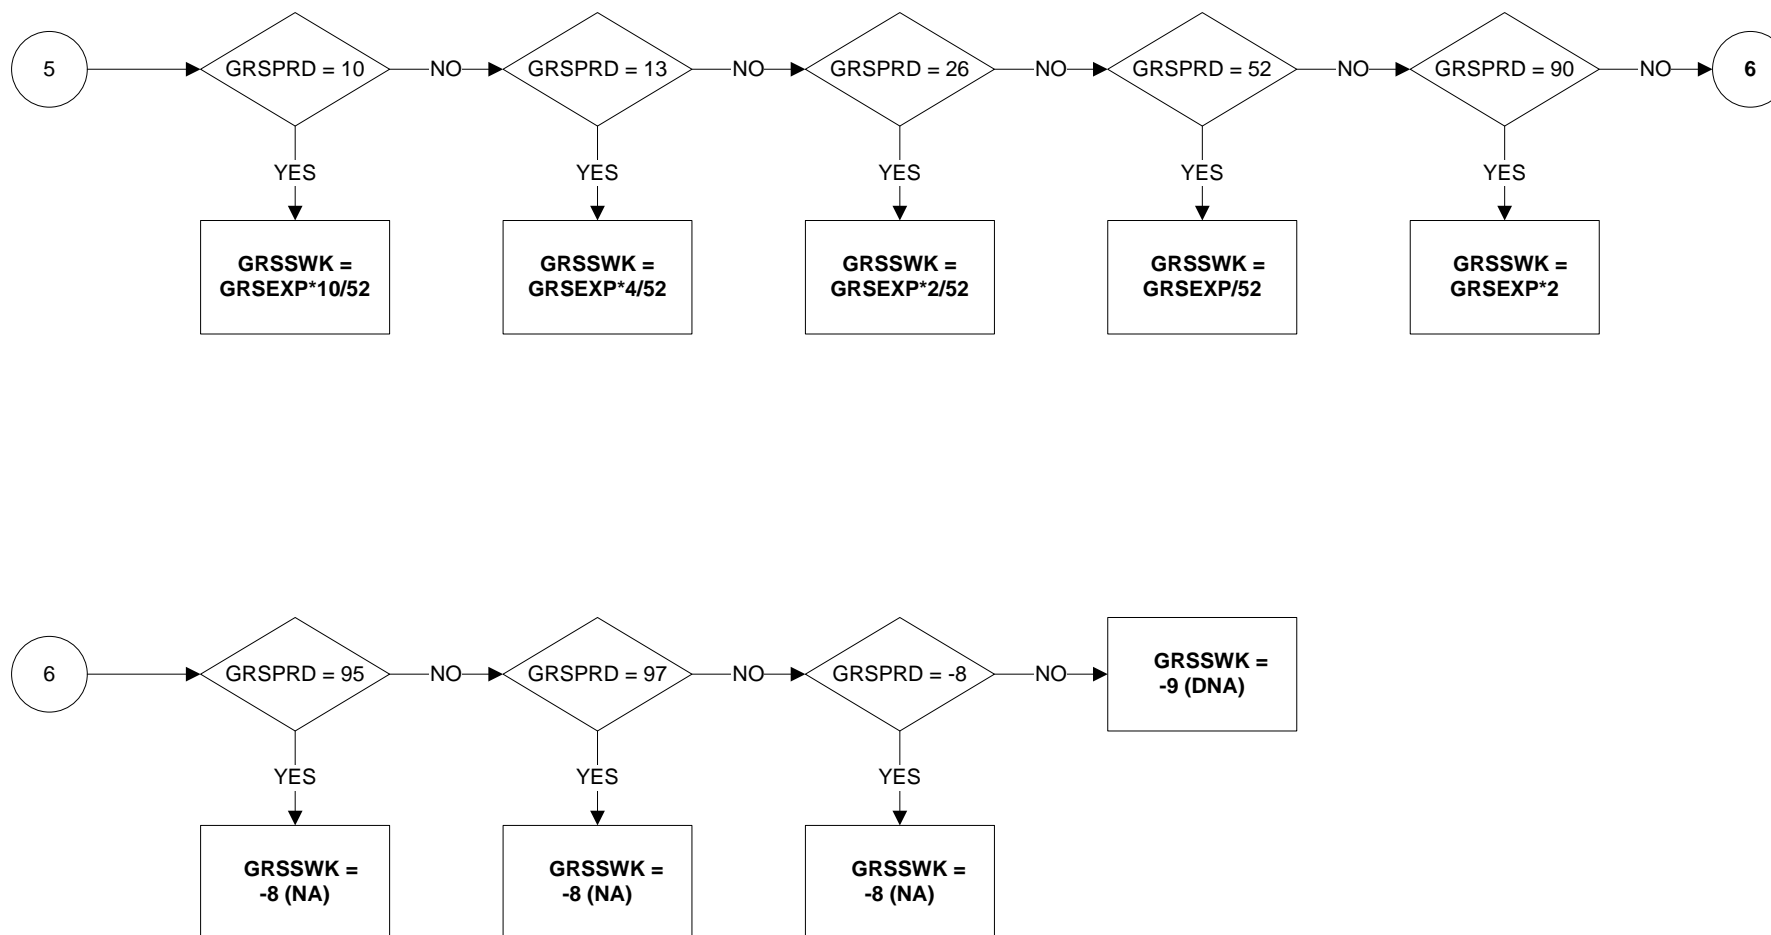 5
GRSPRD = 10
NO
GRSPRD = 13
NO
GRSPRD = 26
NO
GRSPRD = 52
NO
GRSPRD = 90
NO
6
YES
YES
YES
YES
YES
GRSSWK =
GRSEXP*10/52
GRSSWK =
GRSEXP*4/52
GRSSWK =
GRSEXP*2/52
GRSSWK =
GRSEXP/52
GRSSWK =
GRSEXP*2
6
GRSPRD = 95
NO
GRSPRD = 97
NO
GRSPRD = -8
NO
GRSSWK =
-9 (DNA)
YES
YES
YES
GRSSWK =
-8 (NA)
GRSSWK =
-8 (NA)
GRSSWK =
-8 (NA)